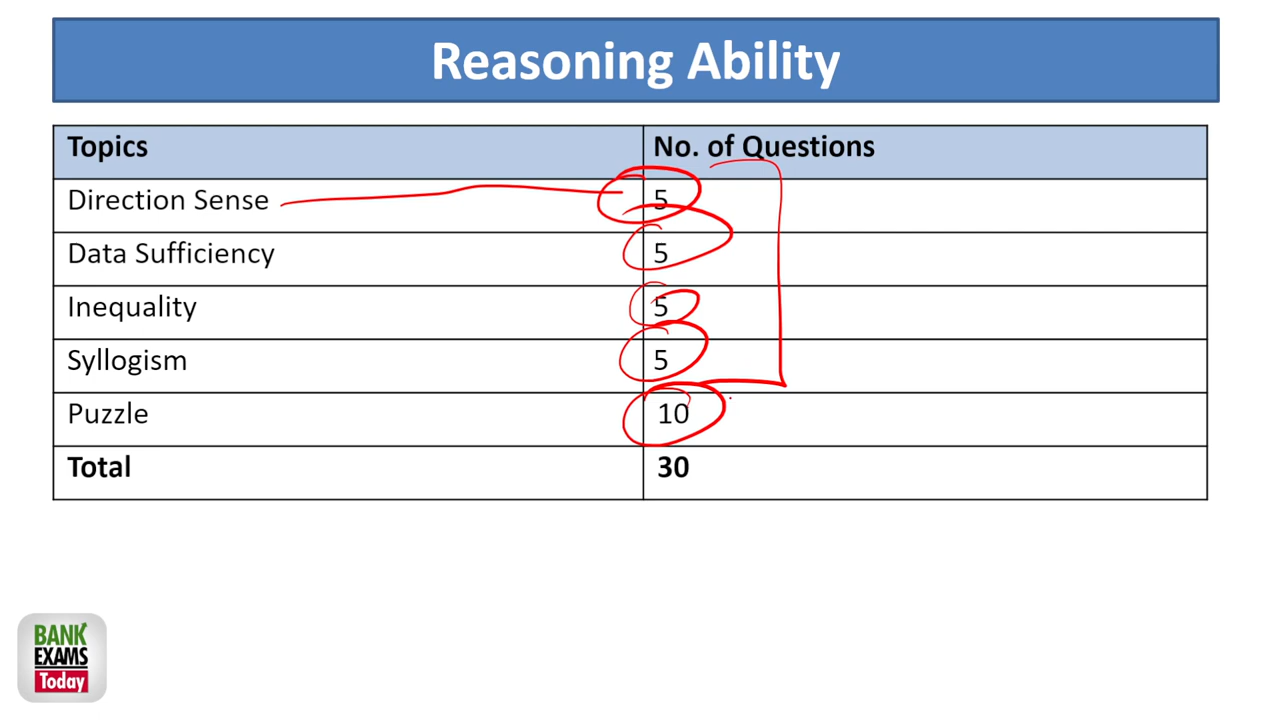 Reasoning Ability
Topics No. of Questions
Direction Sense 5
Data Sufficiency 5
Inequality 5
Syllogism 5
Puzzle 10
Total 30
BANK
EXAMS
Today